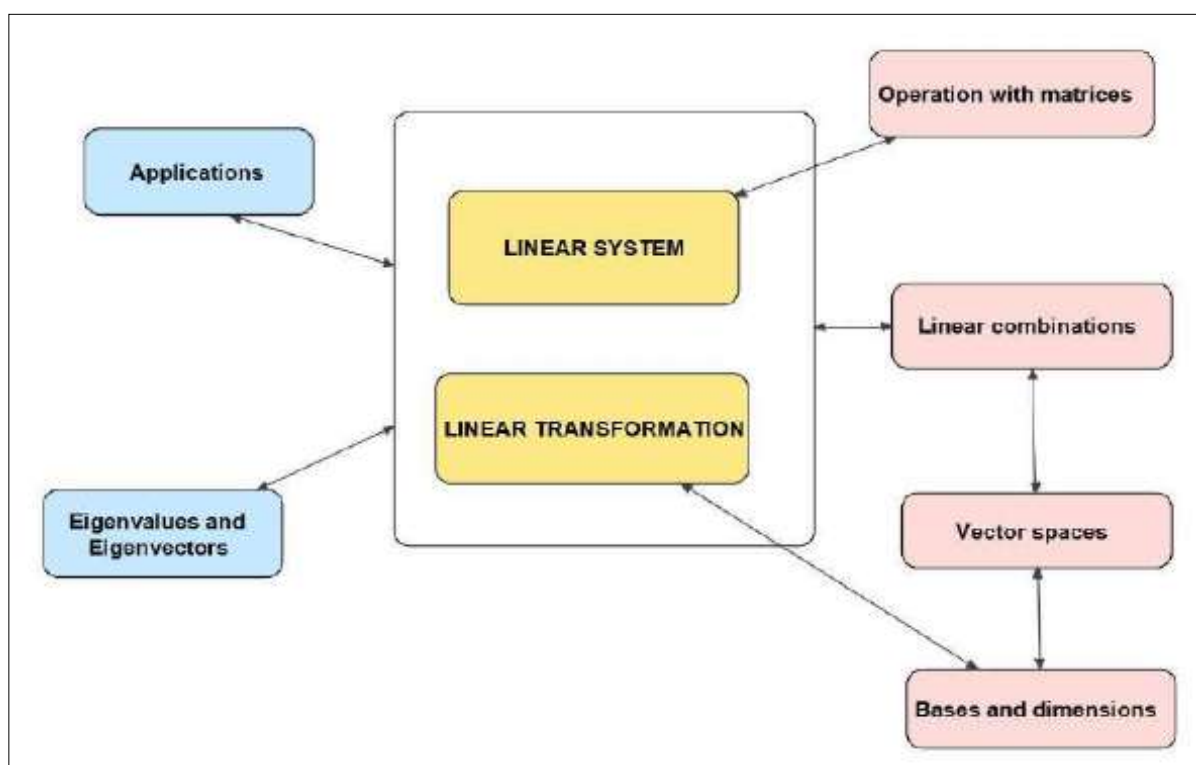 Operation with matrices
Applications
LINEAR SYSTEM
Linear combinations
LINEAR TRANSFORMATION
Eigenvalues and
Eigenvectors
Vector spaces
Bases and dimensions